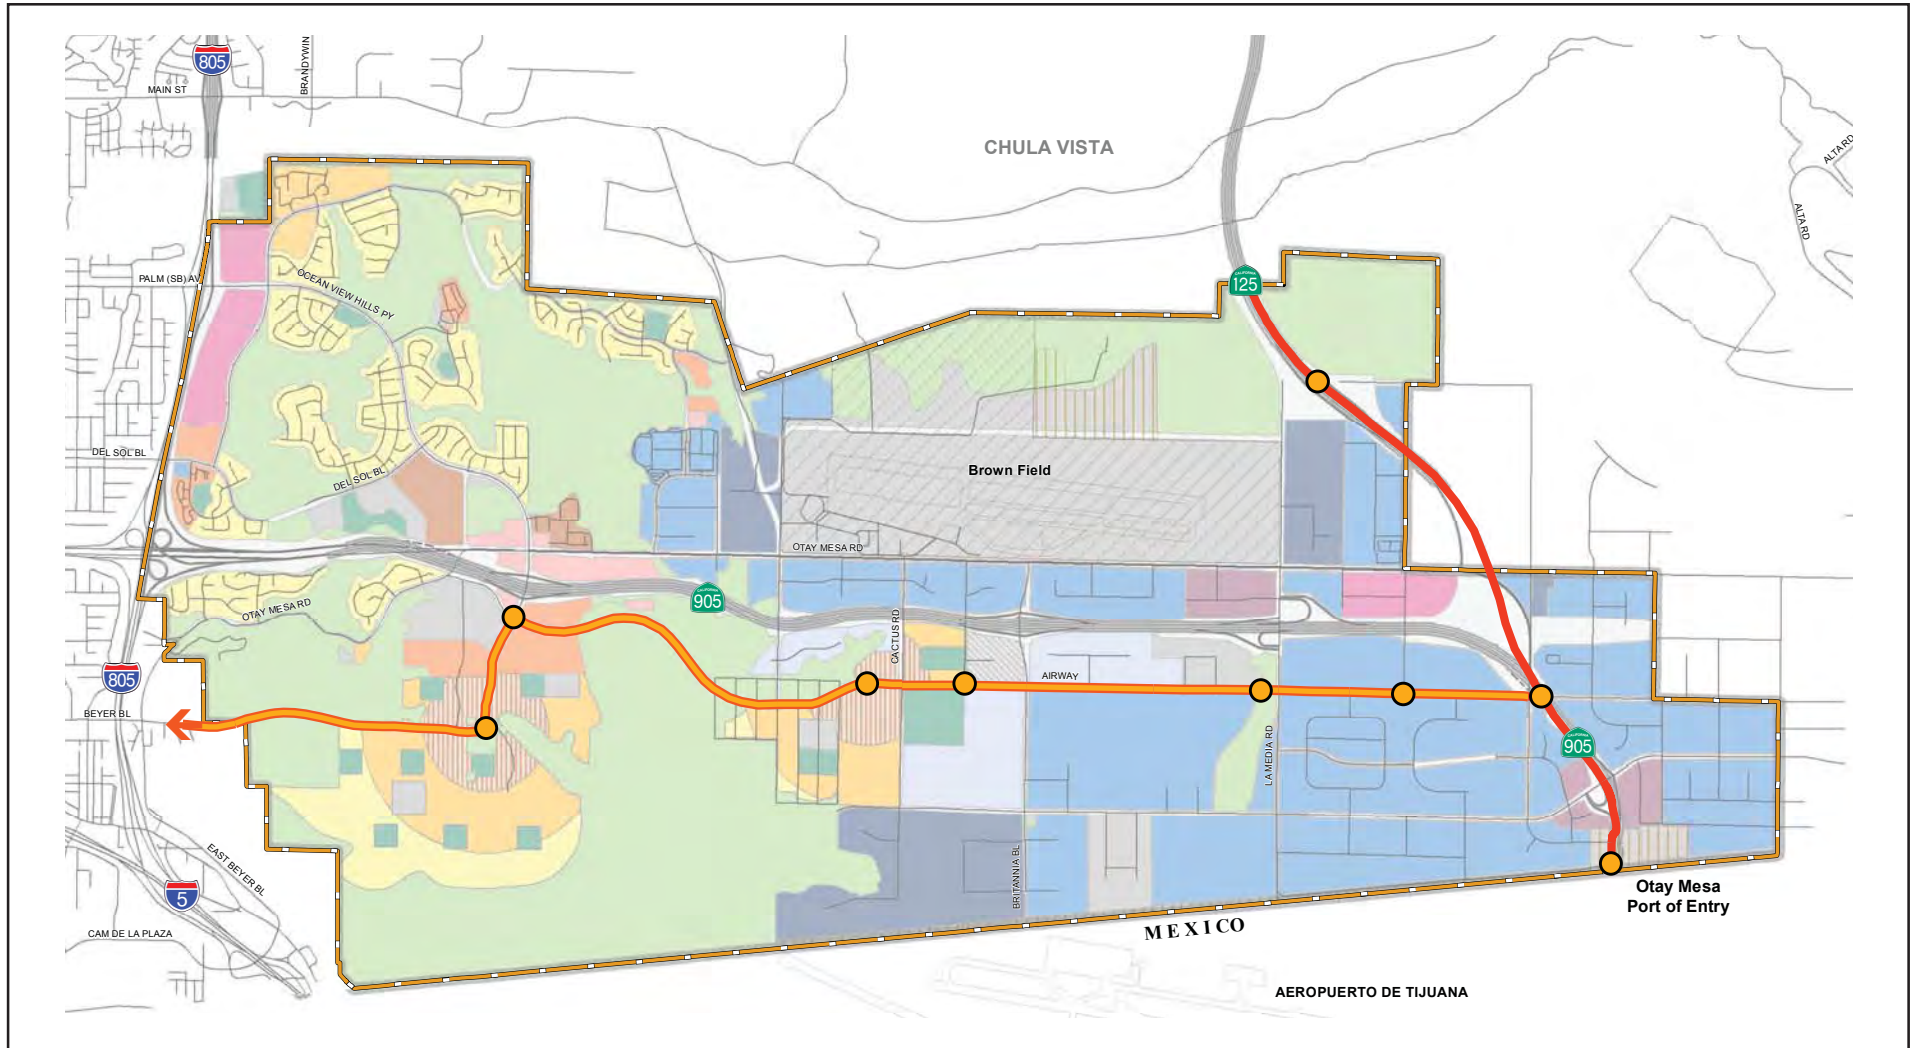 805
MAIN ST
BRANDYWIN
CHULA VISTA
ALTA RD
ALTA RD
PALM (SB) AV
OCEAN VIEW HILLS PY
CALIFORNIA
125
DEL SOL BL
DEL SOL BL
Brown Field
OTAY MESA RD
OTAY MESA RD
CALIFORNIA
905
CACTUS RD
805
AIRWAY
BEYER BL
LA MEDIA RD
CALIFORNIA
905
EAST BEYER BL
BRITANNIA BL
5
Otay Mesa
Port of Entry
CAM DE LA PLAZA
MEXICO
AEROPUERTO DE TIJUANA